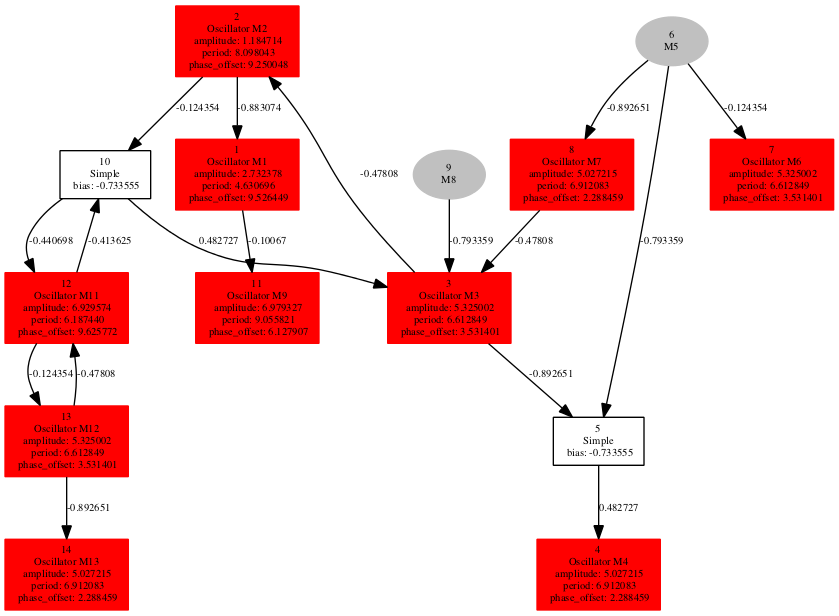 2
Oscillator M2
amplitude: 1.184714
period: 8.098043
phase_offset: 9.250048
6
M5
-0.124354
-0.883074
-0.892651
-0.124354
10
Simple
bias: -0.733555
1
Oscillator M1
amplitude: 2.732378
period: 4.630696
phase_offset: 9.526449
-0.47808
9
M8
8
Oscillator M7
amplitude: 5.027215
period: 6.912083
phase_offset: 2.288459
7
Oscillator M6
amplitude: 5.325002
period: 6.612849
phase_offset: 3.531401
-0.440698
-0.413625
0.482727
-0.10067
-0.793359
-0.47808
-0.793359
12
Oscillator M11
amplitude: 6.929574
period: 6.187440
phase_offset: 9.625772
11
Oscillator M9
amplitude: 6.979327
period: 9.055821
phase_offset: 6.127907
3
Oscillator M3
amplitude: 5.325002
period: 6.612849
phase_offset: 3.531401
-0.124354
-0.47808
-0.892651
13
Oscillator M12
amplitude: 5.325002
period: 6.612849
phase_offset: 3.531401
5
Simple
bias: -0.733555
-0.892651
0.482727
14
Oscillator M13
amplitude: 5.027215
period: 6.912083
phase_offset: 2.288459
4
Oscillator M4
amplitude: 5.027215
period: 6.912083
phase_offset: 2.288459